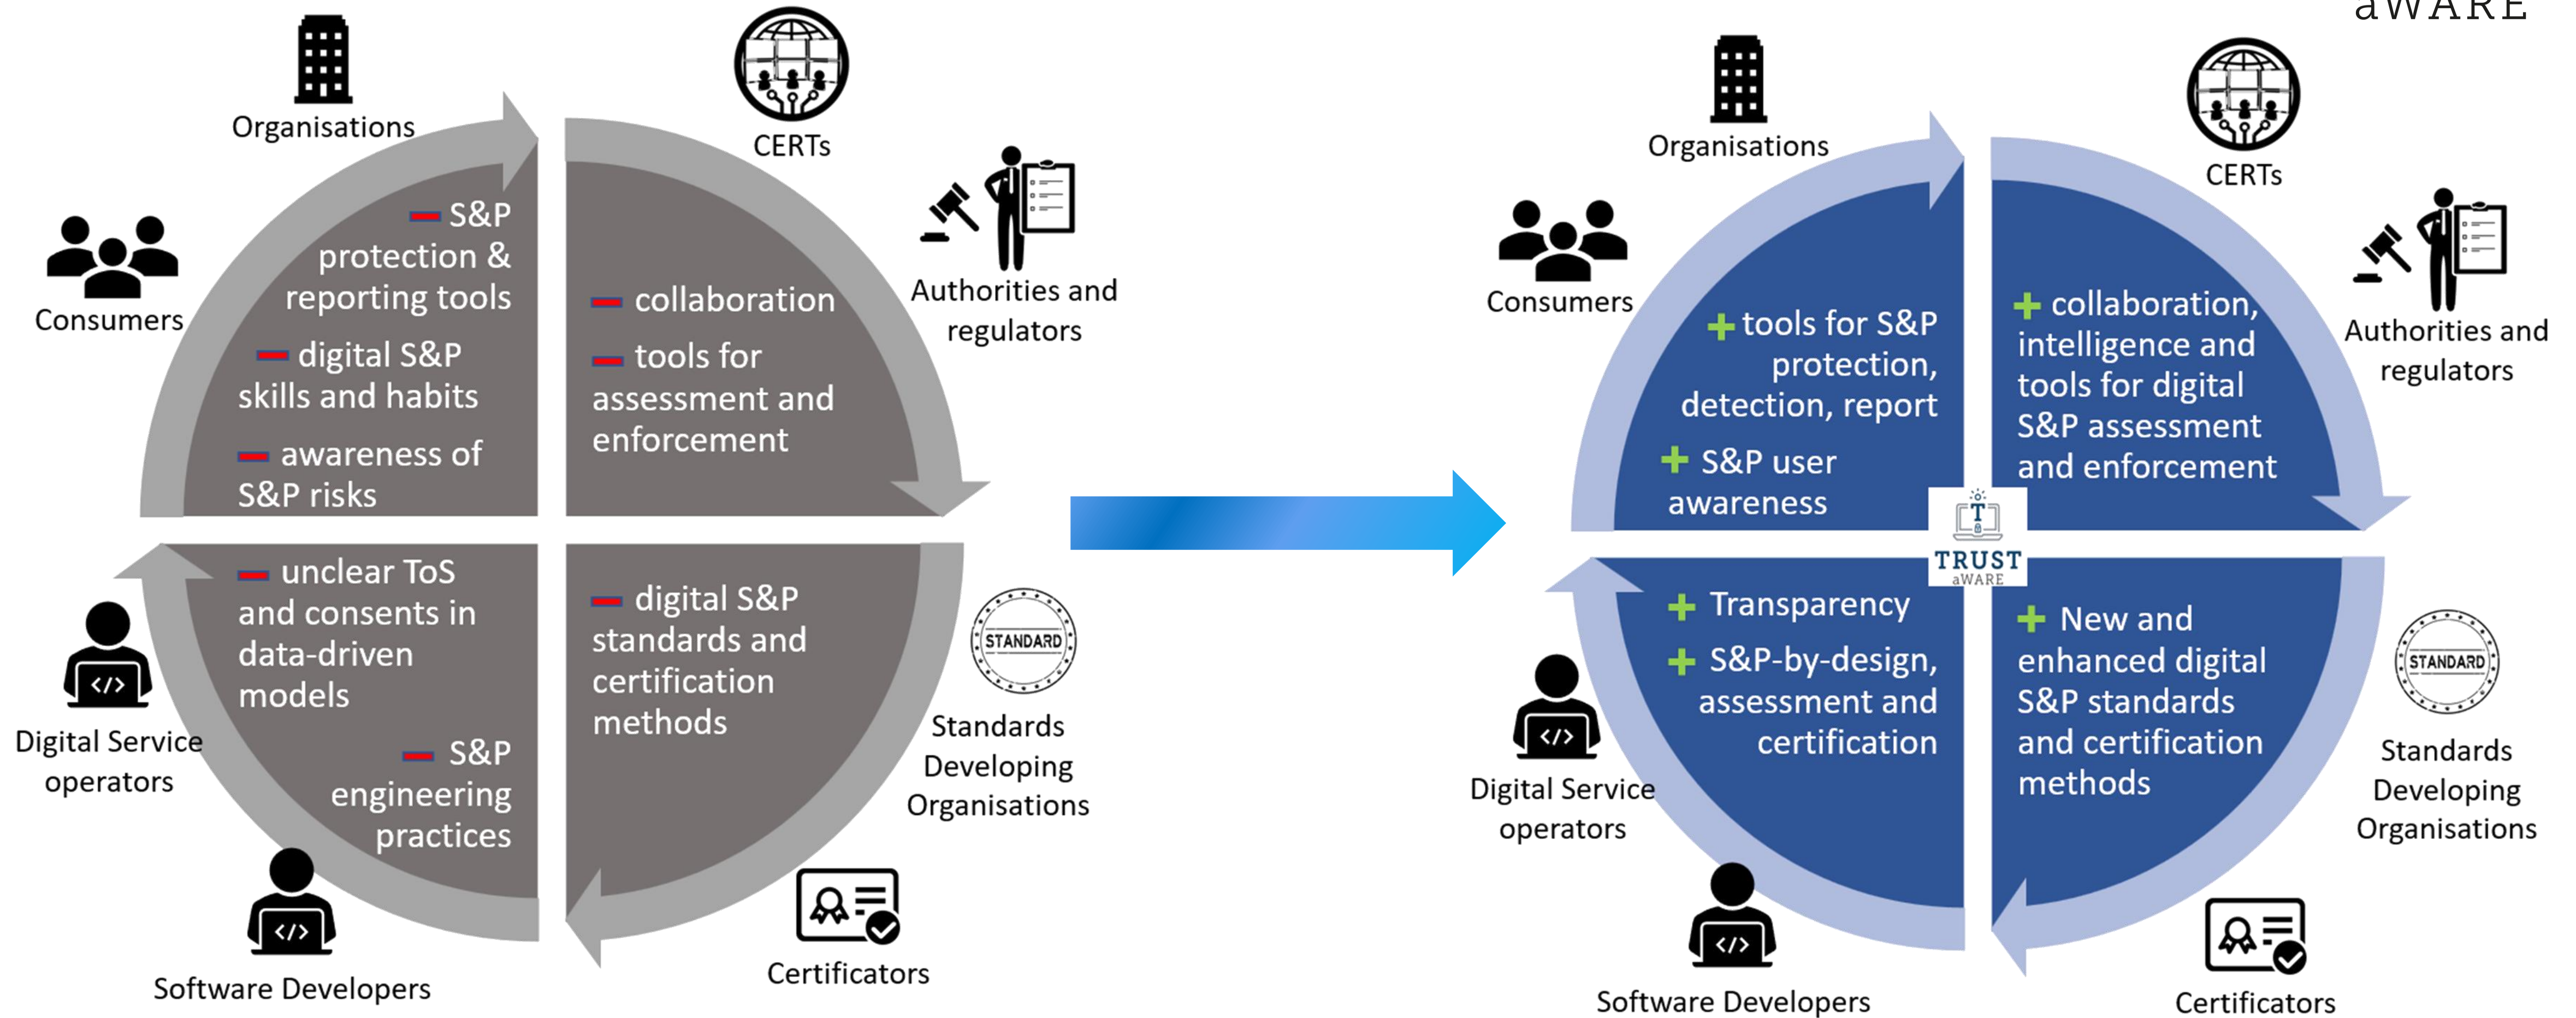 aWARE
Organisations
CERTs
Consumers
Authorities and
regulators
S&P
protection &
reporting tools
digital S&P
skills and habits
awareness of
S&P risks
collaboration
tools for
assessment and
enforcement
unclear ToS
and consents in
data-driven
models
S&P
engineering
practices
digital S&P
standards and
certification
methods
Digital Service
operators
</>
Software Developers
</>
STANDARD
Standards
Developing
Organisations
Certificators
Organisations
CERTs
Consumers
Authorities and
regulators
+ tools for S&P
protection,
detection, report
+ S&P user
awareness
+ collaboration,
intelligence and
tools for digital
S&P assessment
and enforcement
T
TRUST
aWARE
+ Transparency
+ S&P-by-design,
assessment and
certification
+ New and
enhanced digital
S&P standards
and certification
methods
</>
Digital Service
operators
</>
Software Developers
STANDARD
Standards
Developing
Organisations
Certificators